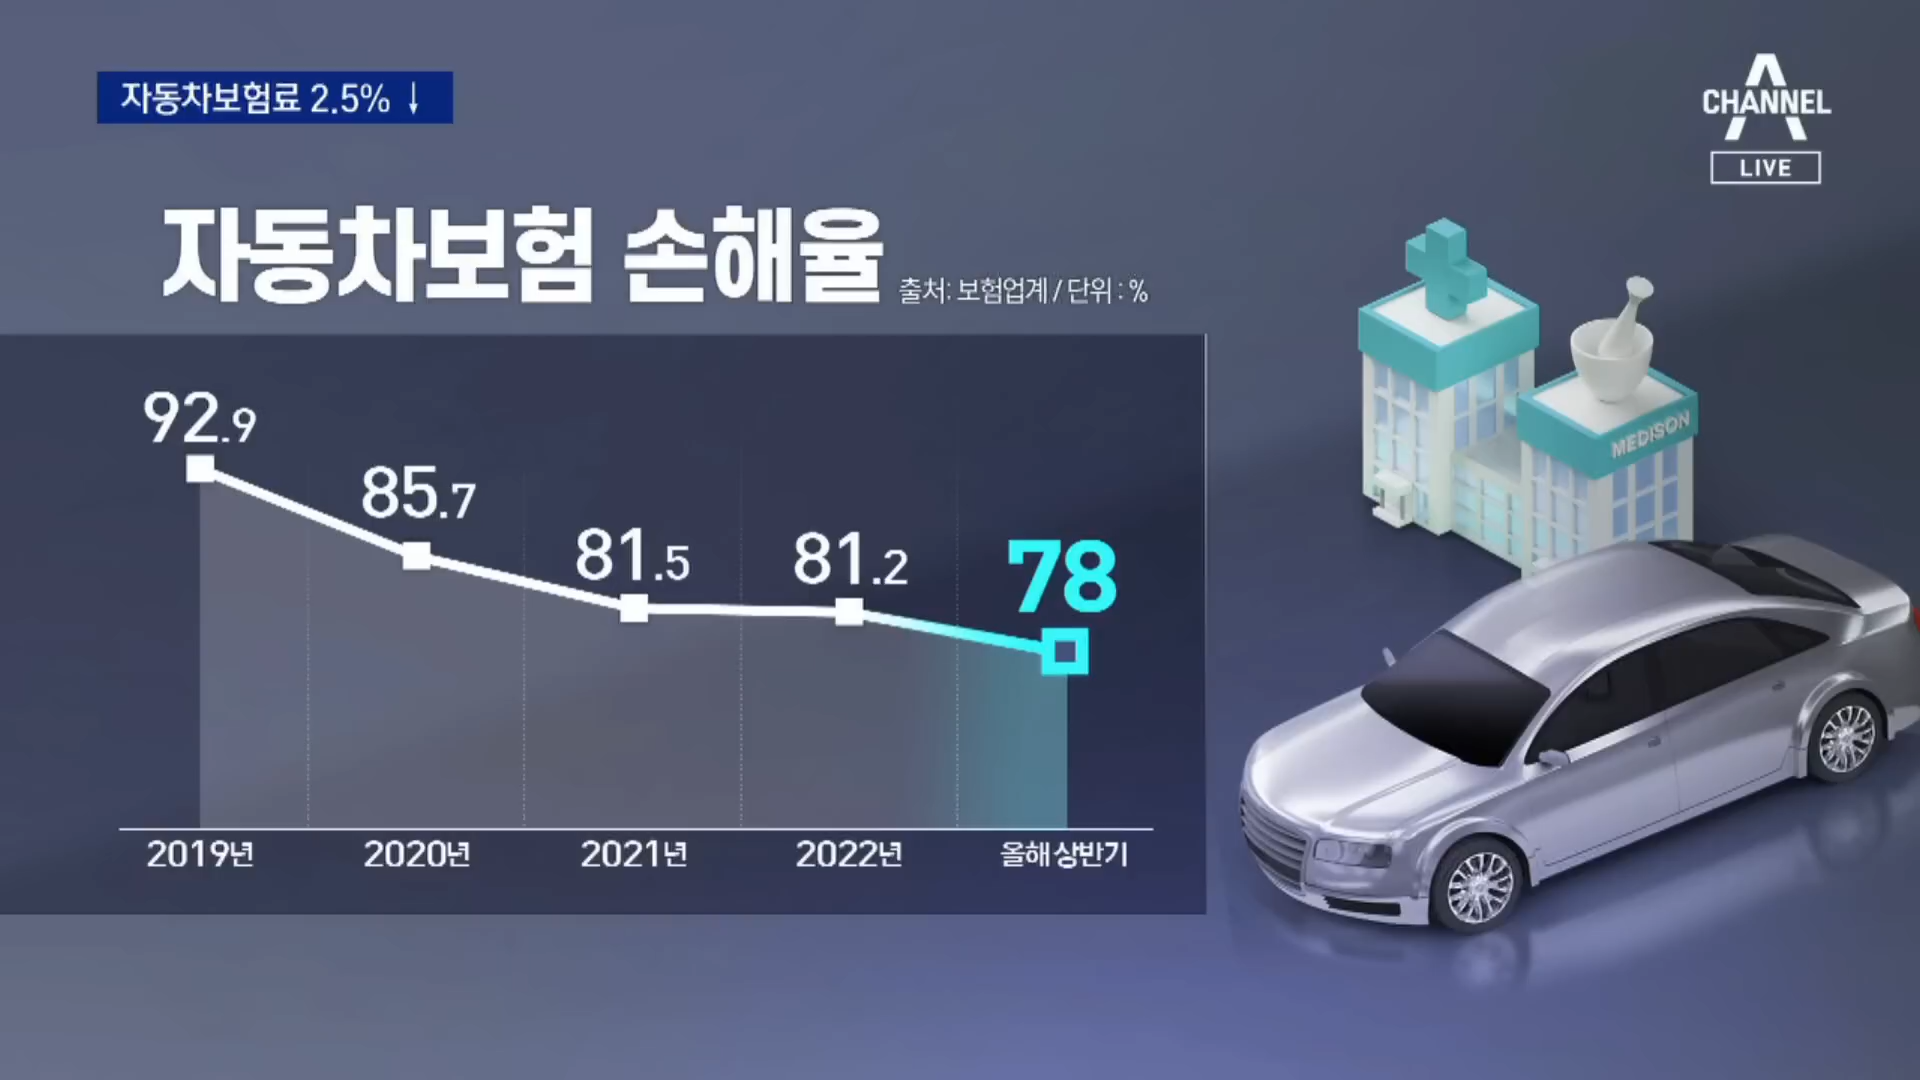 자동차보험료 2.5% ↓
CHANNEL A
LIVE
자동차보험 손해율
출처: 보험업계 / 단위 : %
92.9
85.7
81.5
81.2
78
2019년
2020년
2021년
2022년
올해 상반기
MEDISON